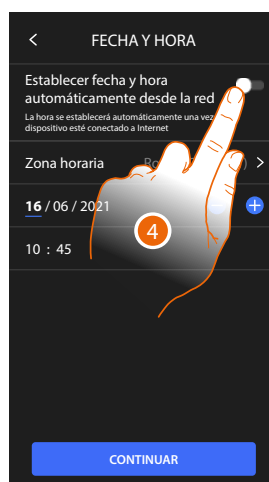 FECHA Y HORA
Establecer fecha y hora
automáticamente desde la red
La hora se establecerá automáticamente una vez
dispositivo esté conectado a Internet
Zona horaria
16 / 06 / 2021
10 : 45
4
CONTINUAR